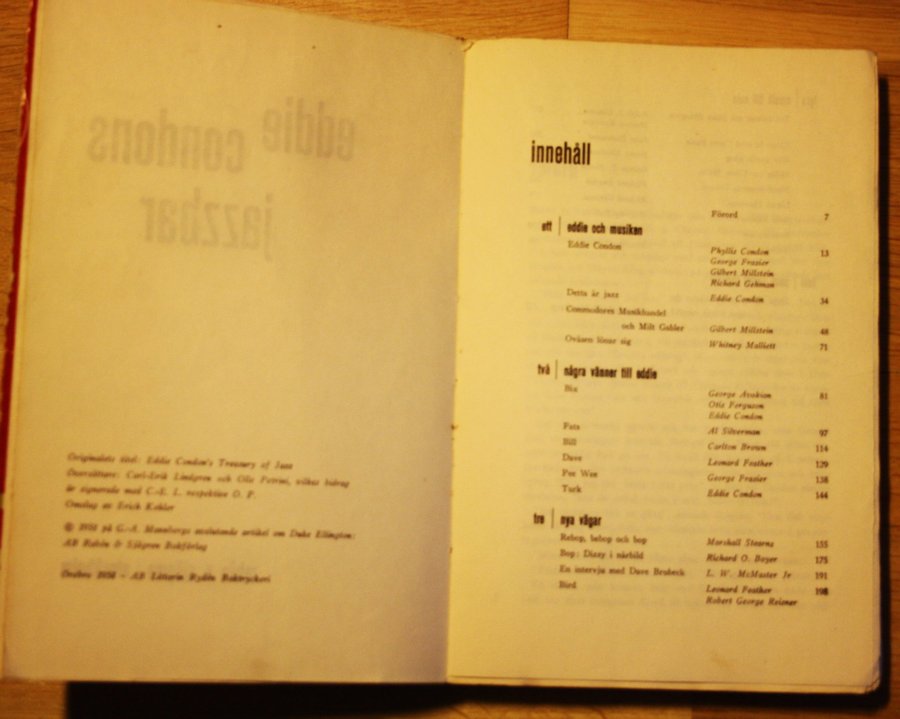 eddie
condons
jazzbar
Originalets titel: Eddie Condon's Treasury of Jazz
Översättare: Carl-Erik Lindgren och Olle Petrini, vilkas bidrag
är signerade med C.-E. L. respektive O. P.
Omslag av Erich Kohler
© 1958 på G.-A. Mannbergs avslutande artikel om Duke Ellington:
AB Rabén & Sjögren Bokförlag
Örebro 1958 – AB Littorin Rydén Boktryckeri
innehåll
Förord 7
ett eddie och musiken
Eddie Condon Phyllis Condon 13
George Frazier
Gilbert Millstein
Richard Gehman
Detta är jazz Eddie Condon 34
Commodores Musikhandel
och Milt Gabler Gilbert Millstein 48
Oväsen lönar sig Whitney Balliett 71
två några vänner till eddie
Bix George Avakian 81
Otis Ferguson
Eddie Condon
Fats Al Silverman 97
Bill Carlton Brown 114
Dave Leonard Feather 129
Pee Wee George Frazier 138
Turk Eddie Condon 144
tre nya vägar
Rebop, bebop och bop Marshall Stearns 155
Bop: Dizzy i närbild Richard O. Boyer 175
En intervju med Dave Brubeck L. W. McMaster Jr 191
Bird Leonard Feather 198
Robert George Reisner